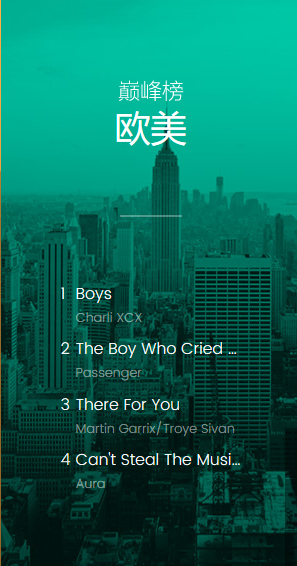 巅峰榜
欧美
1 Boys
Charli XCX
2 The Boy Who Cried ...
Passenger
3 There For You
Martin Garrix/Troye Sivan
4 Can't Steal The Musi...
Aura